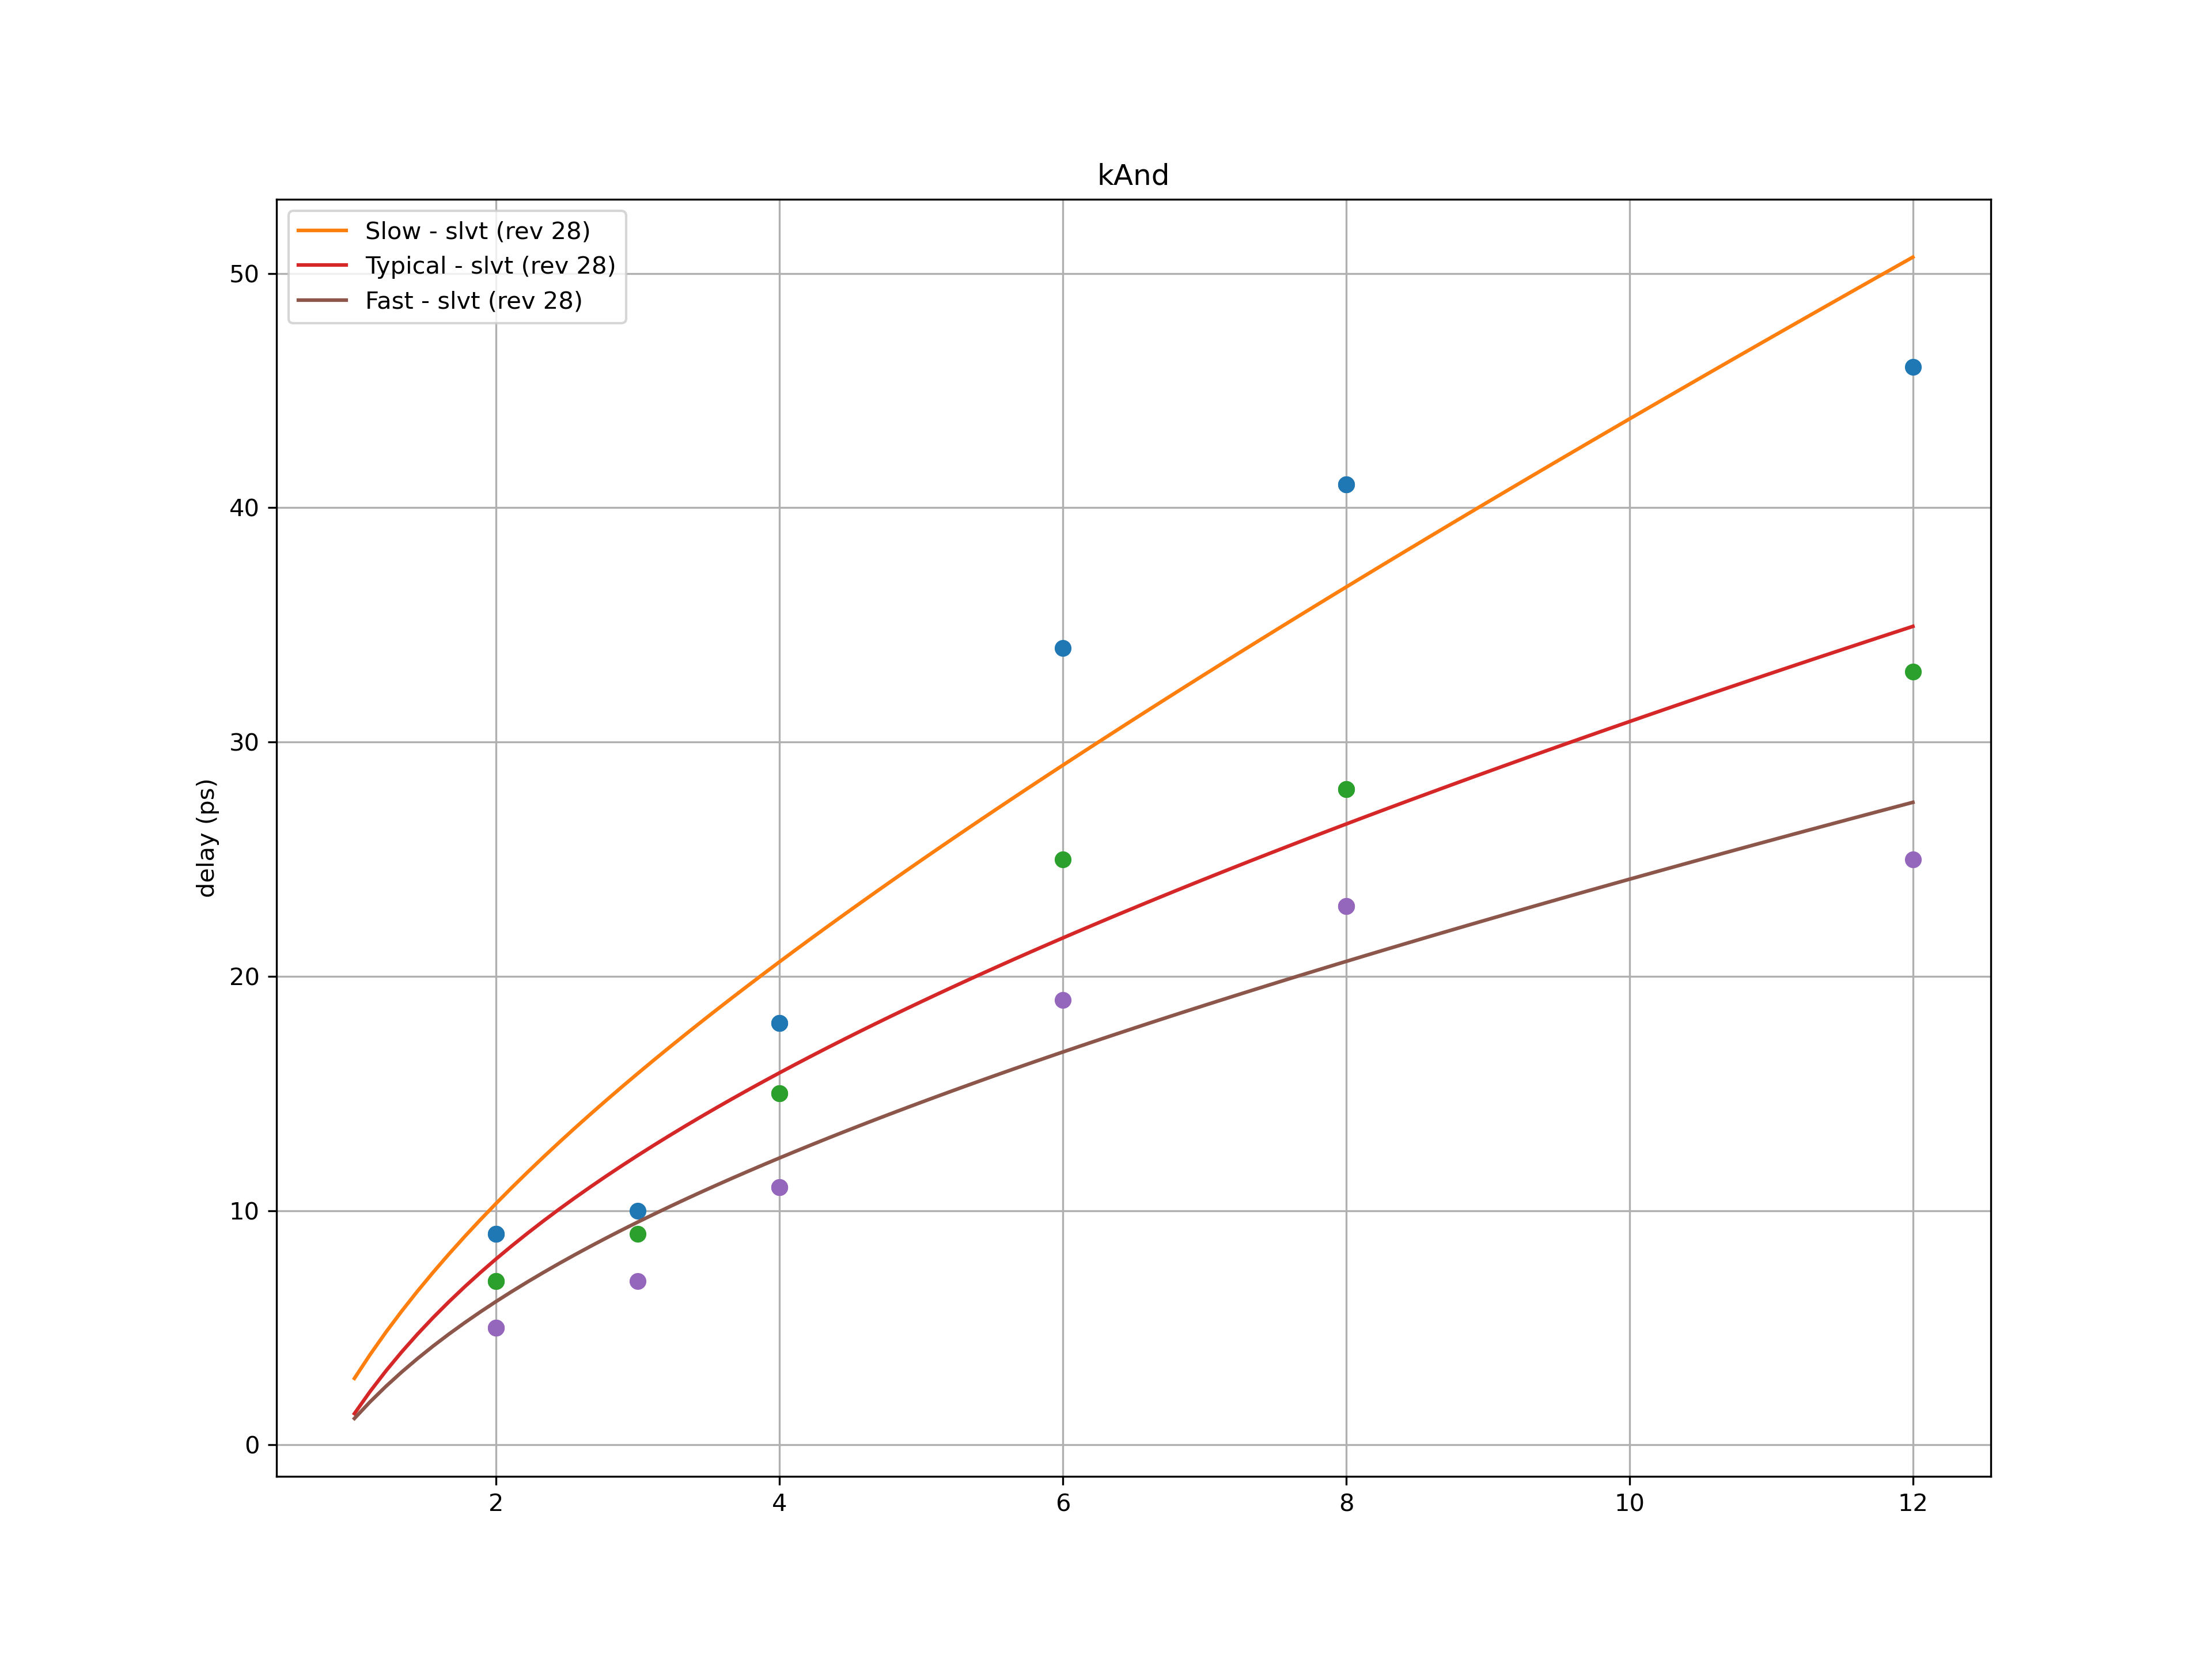 kAnd
Slow - slvt (rev 28)
Typical - slvt (rev 28)
Fast - slvt (rev 28)
delay (ps)
50
40
30
20
10
0
2 4 6 8 10 12